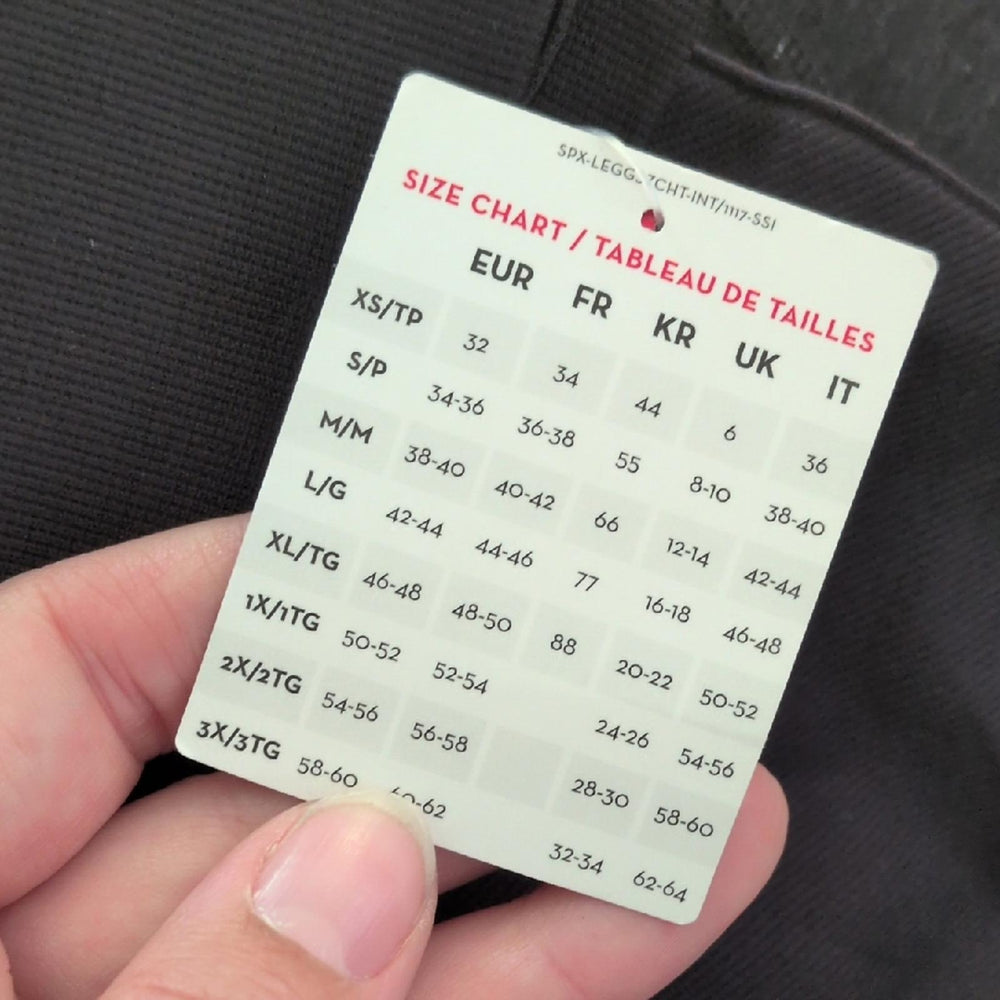 SPX-LEGGS CHT-INT/1117-SSI
SIZE CHART / TABLEAU DE TAILLES
EUR FR KR UK IT
XS/TP 32 34 44 6 36
S/P 34-36 36-38 55 8-10 38-40
M/M 38-40 40-42 66 12-14 42-44
L/G 42-44 44-46 77 16-18 46-48
XL/TG 46-48 48-50 88 20-22 50-52
1X/1TG 50-52 52-54 24-26 54-56
2X/2TG 54-56 56-58 28-30 58-60
3X/3TG 58-60 60-62 32-34 62-64